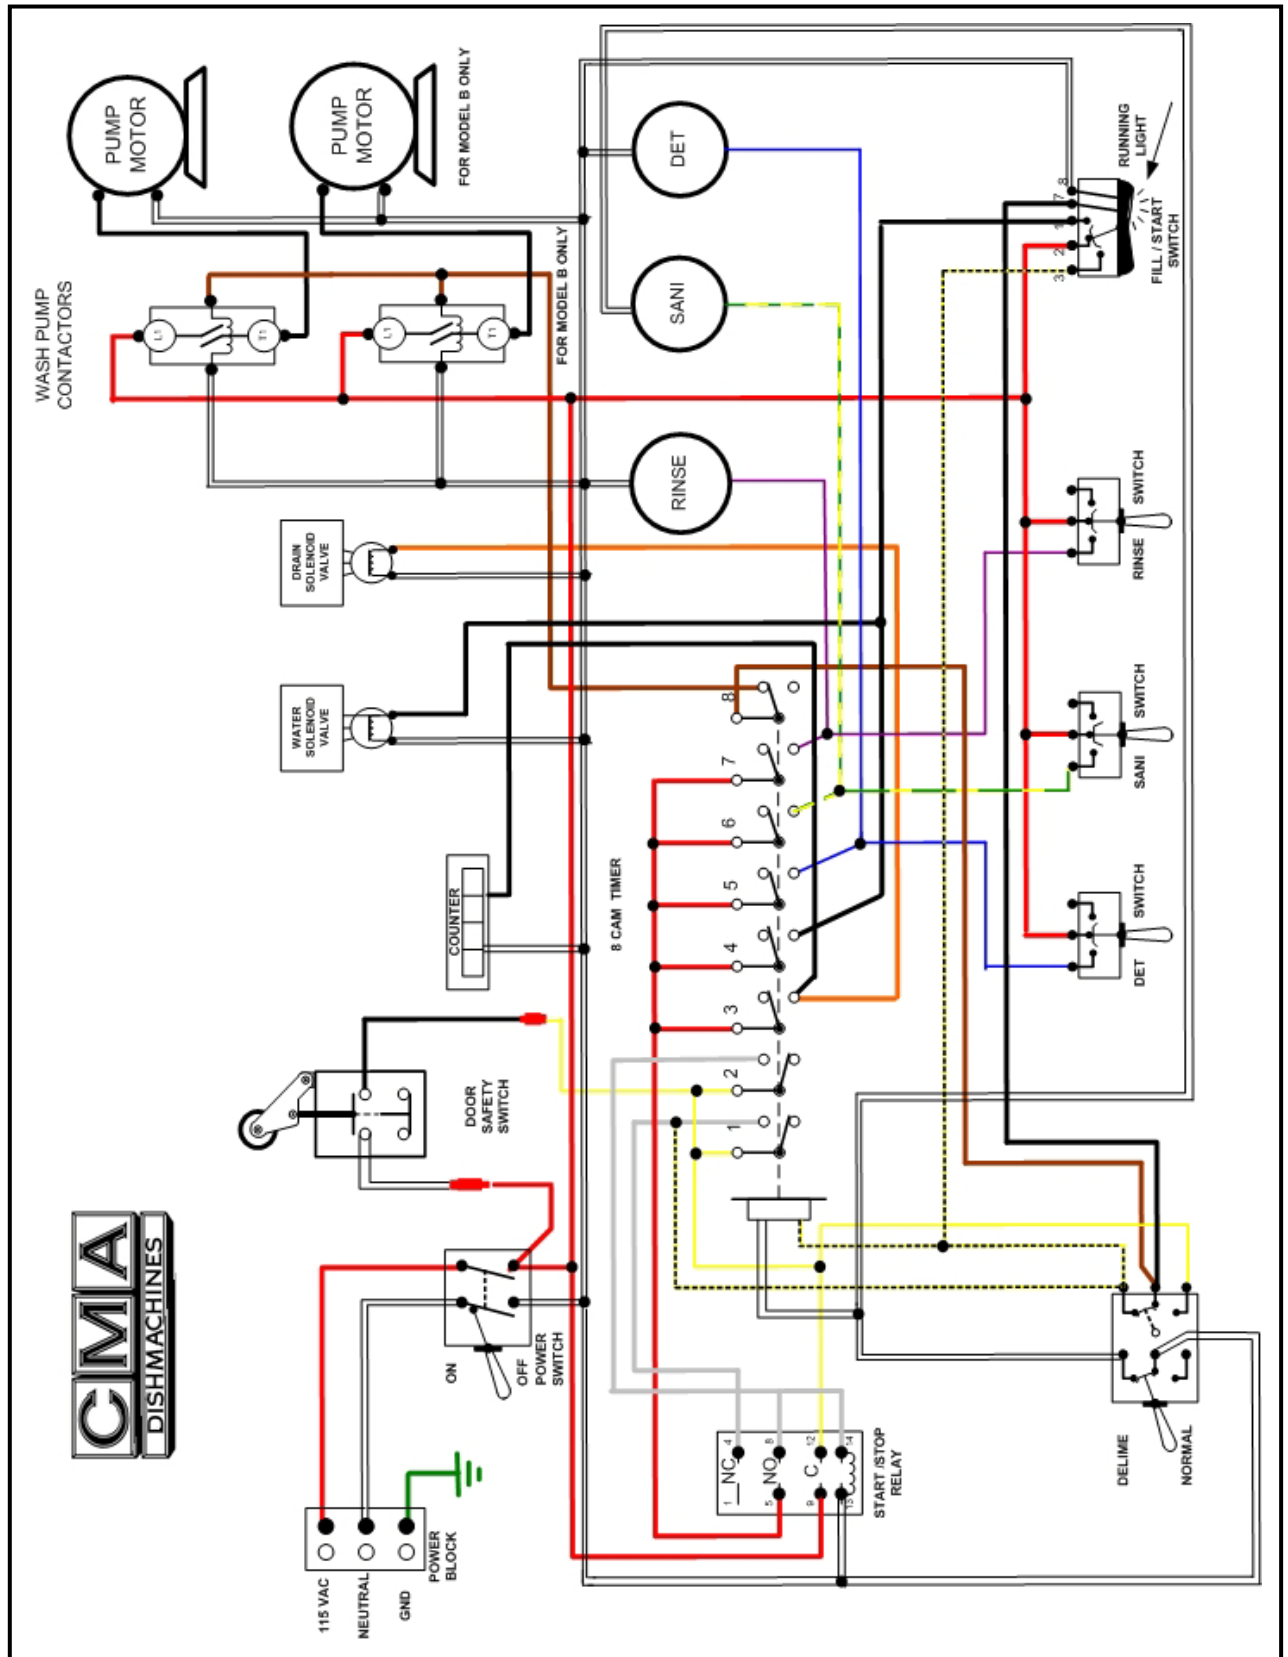 WASH PUMP
CONTACTORS
PUMP
MOTOR
PUMP
MOTOR
FOR MODEL B ONLY
FOR MODEL B ONLY
L1
T1
L1
T1
DET
SANI
RINSE
RUNNING
LIGHT
FILL / START
SWITCH
8
7
1
2
3
DRAIN
SOLENOID
VALVE
WATER
SOLENOID
VALVE
COUNTER
8 CAM TIMER
8
7
6
5
4
3
2
1
RINSE SWITCH
SANI SWITCH
DET SWITCH
DOOR
SAFETY
SWITCH
CMA
DISHMACHINES
ON
OFF
POWER
SWITCH
115 VAC
NEUTRAL
GND
POWER
BLOCK
1
NC
4
5
NO
8
9
C
12
13
14
START /STOP
RELAY
DELIME
NORMAL